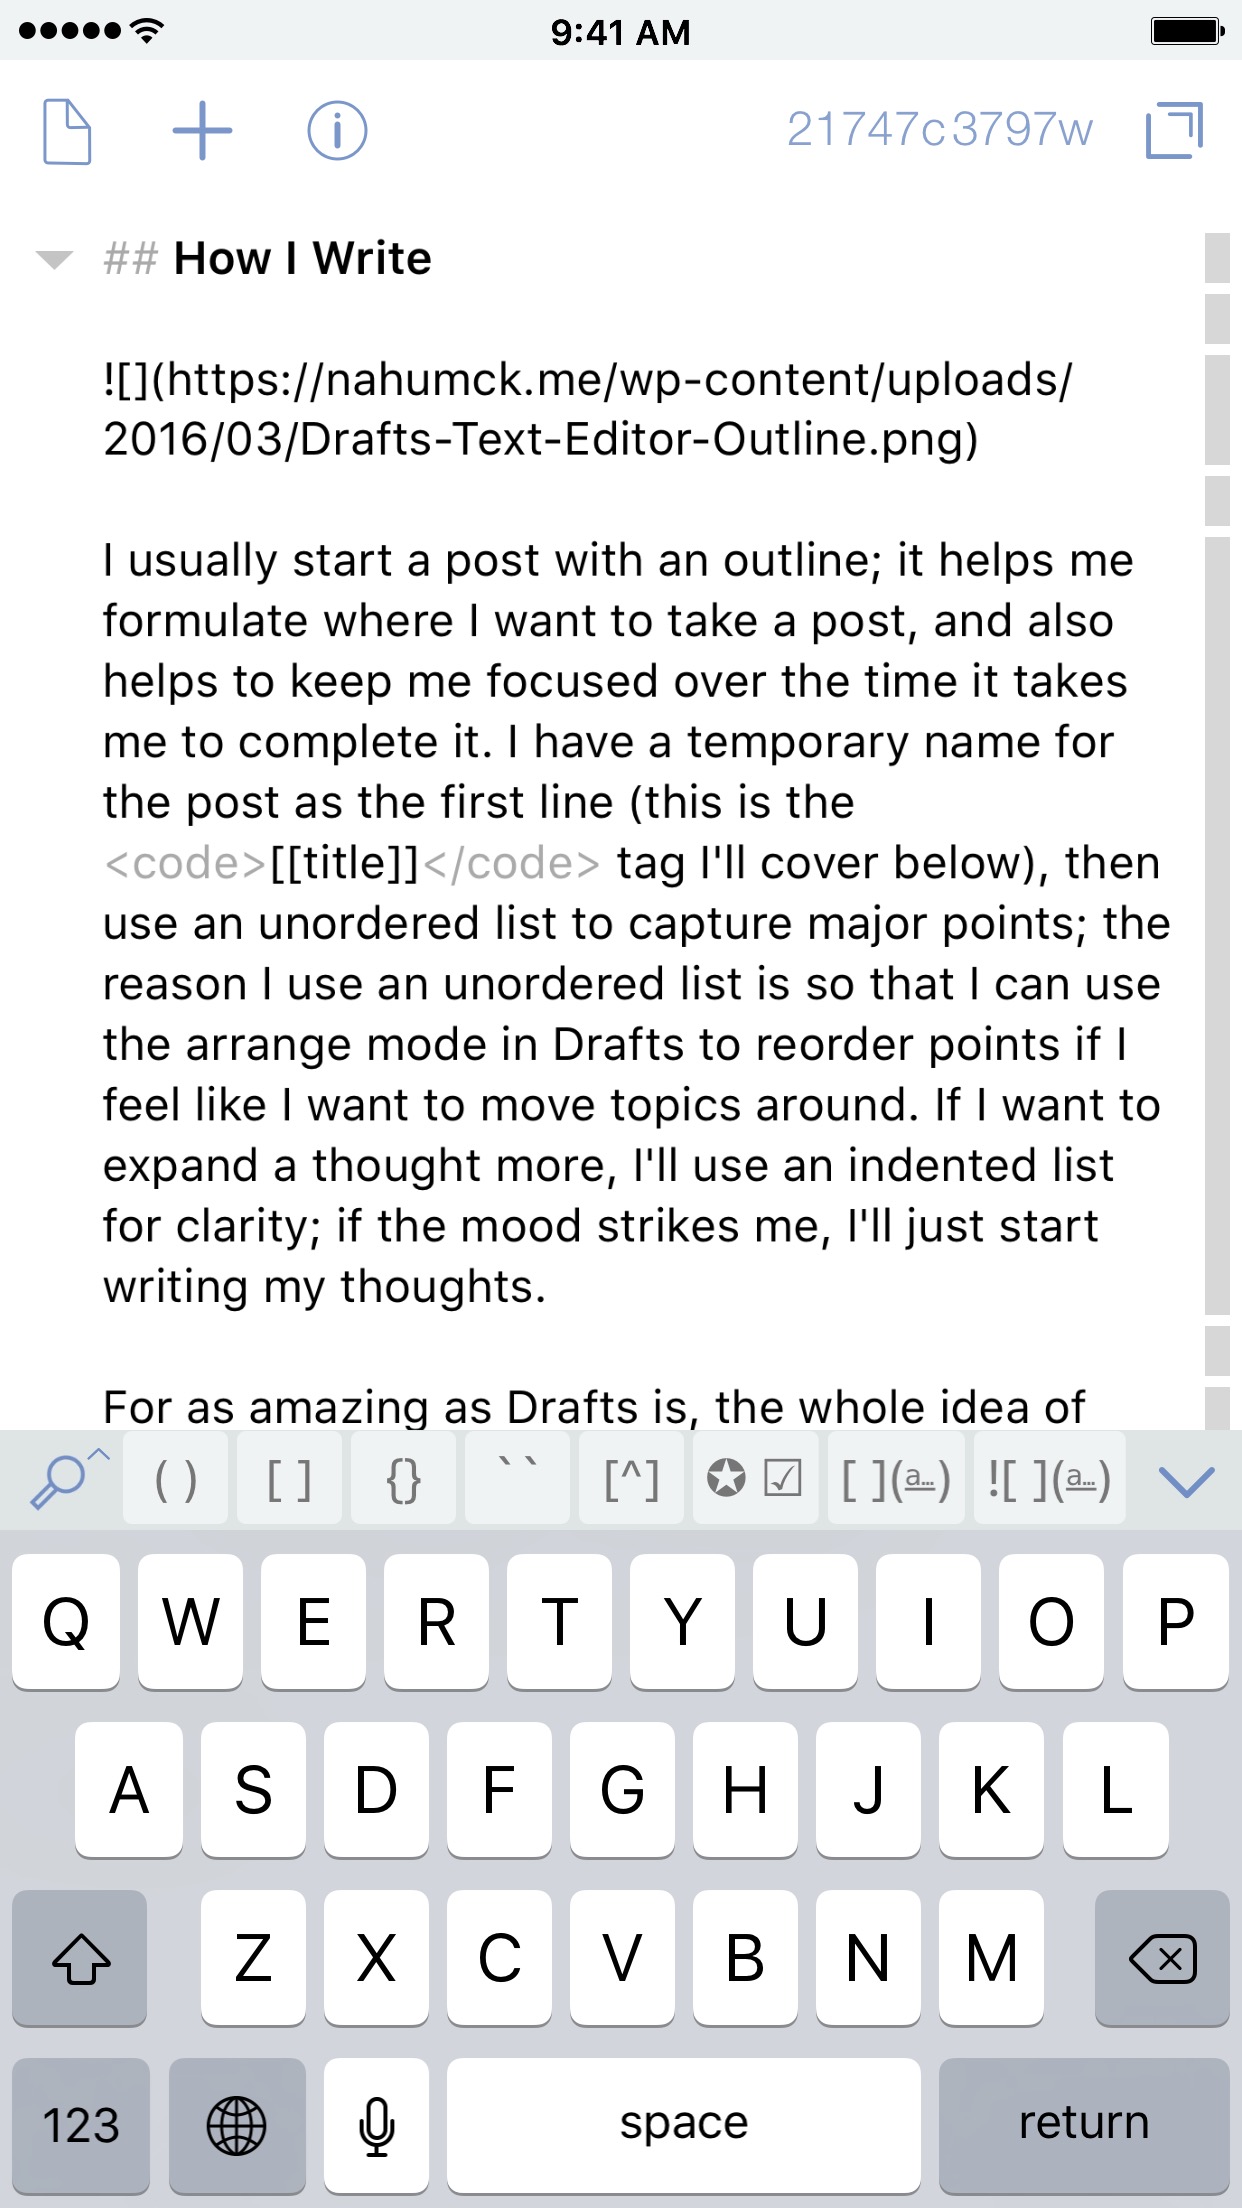 9:41 AM
21747c3797w
## How I Write
![](https://nahumck.me/wp-content/uploads/
2016/03/Drafts-Text-Editor-Outline.png)
I usually start a post with an outline; it helps me
formulate where I want to take a post, and also
helps to keep me focused over the time it takes
me to complete it. I have a temporary name for
the post as the first line (this is the
<code>[[title]]</code> tag I'll cover below), then
use an unordered list to capture major points; the
reason I use an unordered list is so that I can use
the arrange mode in Drafts to reorder points if I
feel like I want to move topics around. If I want to
expand a thought more, I'll use an indented list
for clarity; if the mood strikes me, I'll just start
writing my thoughts.
For as amazing as Drafts is, the whole idea of
( ) [ ] {} `` [^] ✪ ☑ [ ](a…) ![ ](a…)
Q W E R T Y U I O P
A S D F G H J K L
Z X C V B N M
123 space return